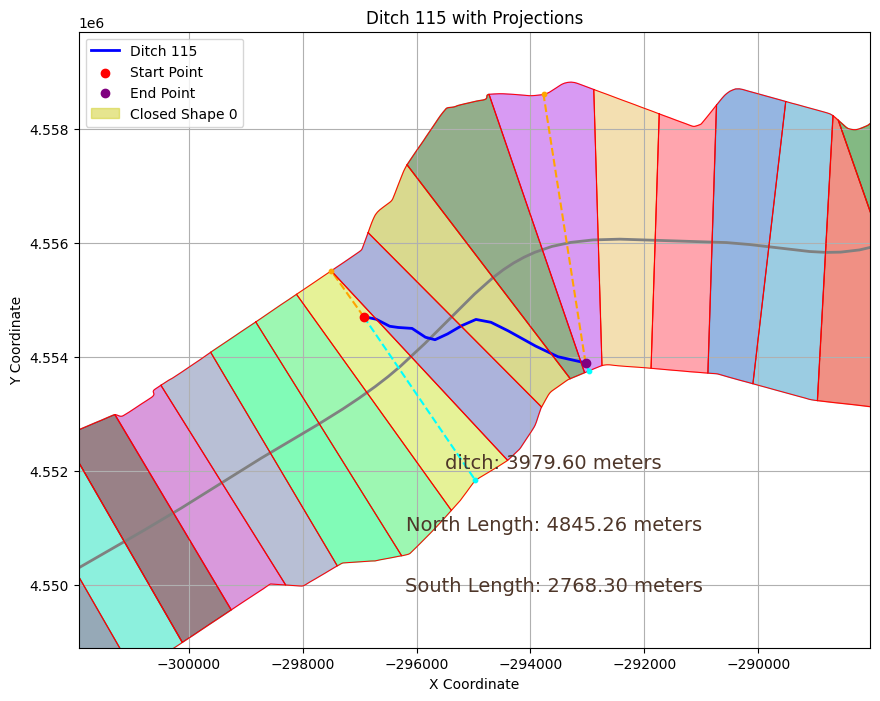 Ditch 115 with Projections
1e6
Ditch 115
Start Point
End Point
Closed Shape 0
4.558
4.556
4.554
4.552
4.550
Y Coordinate
ditch: 3979.60 meters
North Length: 4845.26 meters
South Length: 2768.30 meters
−300000 −298000 −296000 −294000 −292000 −290000
X Coordinate